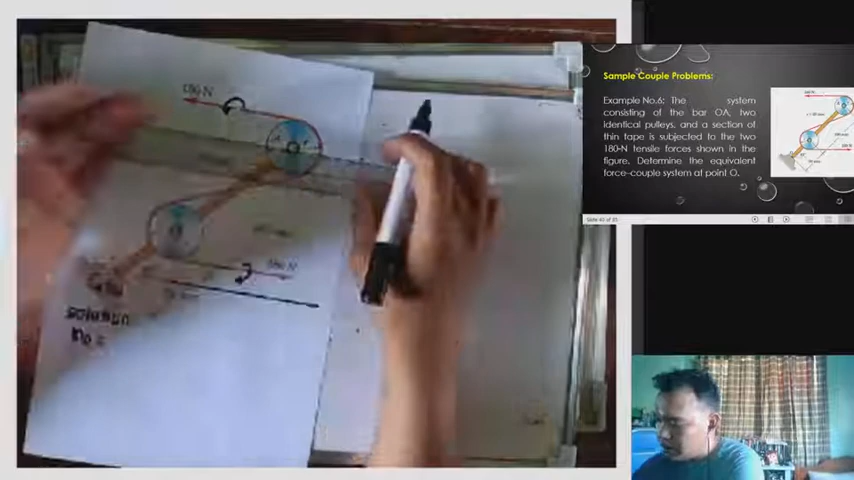 180-N
180 N
Solution
Mo =
Sample Couple Problems:
Example No.6: The system
consisting of the bar OA, two
identical pulleys, and a section of
thin tape is subjected to the two
180-N tensile forces shown in the
figure. Determine the equivalent
force-couple system at point O.